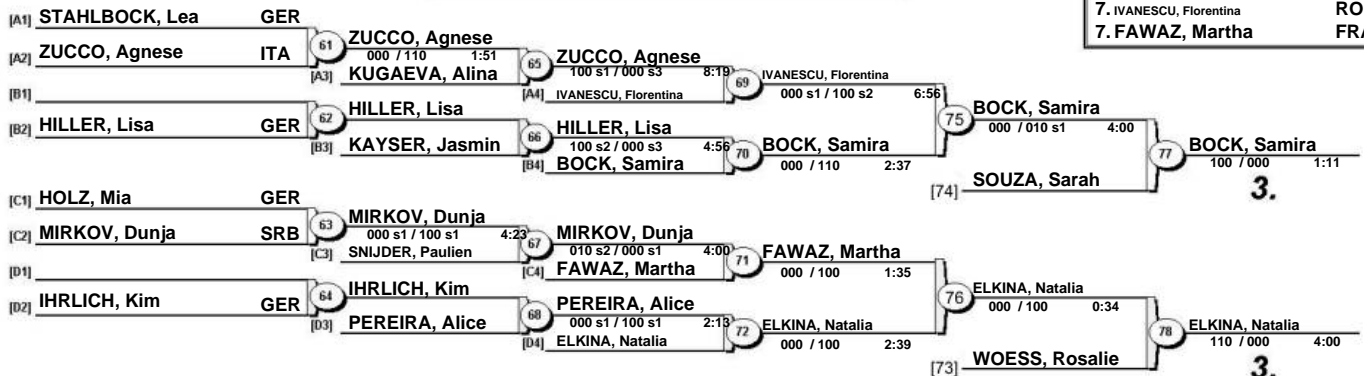 7. IVANESCU, Florentina RO
7. FAWAZ, Martha FRA
[A1] STAHLBOCK, Lea GER
[A2] ZUCCO, Agnese ITA
61
ZUCCO, Agnese
000 / 110 1:51
[A3] KUGAEVA, Alina
65
ZUCCO, Agnese
100 s1 / 000 s3 8:19
[A4] IVANESCU, Florentina
69
IVANESCU, Florentina
000 s1 / 100 s2 6:56
[B1]
[B2] HILLER, Lisa GER
62
HILLER, Lisa
[B3] KAYSER, Jasmin
66
HILLER, Lisa
100 s2 / 000 s3 4:56
[B4] BOCK, Samira
70
BOCK, Samira
000 / 110 2:37
75
BOCK, Samira
000 / 010 s1 4:00
[74] SOUZA, Sarah
77
BOCK, Samira
100 / 000 1:11
3.
[C1] HOLZ, Mia GER
[C2] MIRKOV, Dunja SRB
63
MIRKOV, Dunja
000 s1 / 100 s1 4:23
[C3] SNIJDER, Paulien
67
MIRKOV, Dunja
010 s2 / 000 s1 4:00
[C4] FAWAZ, Martha
71
FAWAZ, Martha
000 / 100 1:35
[D1]
[D2] IHRLICH, Kim GER
64
IHRLICH, Kim
[D3] PEREIRA, Alice
68
PEREIRA, Alice
000 s1 / 100 s1 2:13
[D4] ELKINA, Natalia
72
ELKINA, Natalia
000 / 100 2:39
76
ELKINA, Natalia
000 / 100 0:34
[73] WOESS, Rosalie
78
ELKINA, Natalia
110 / 000 4:00
3.